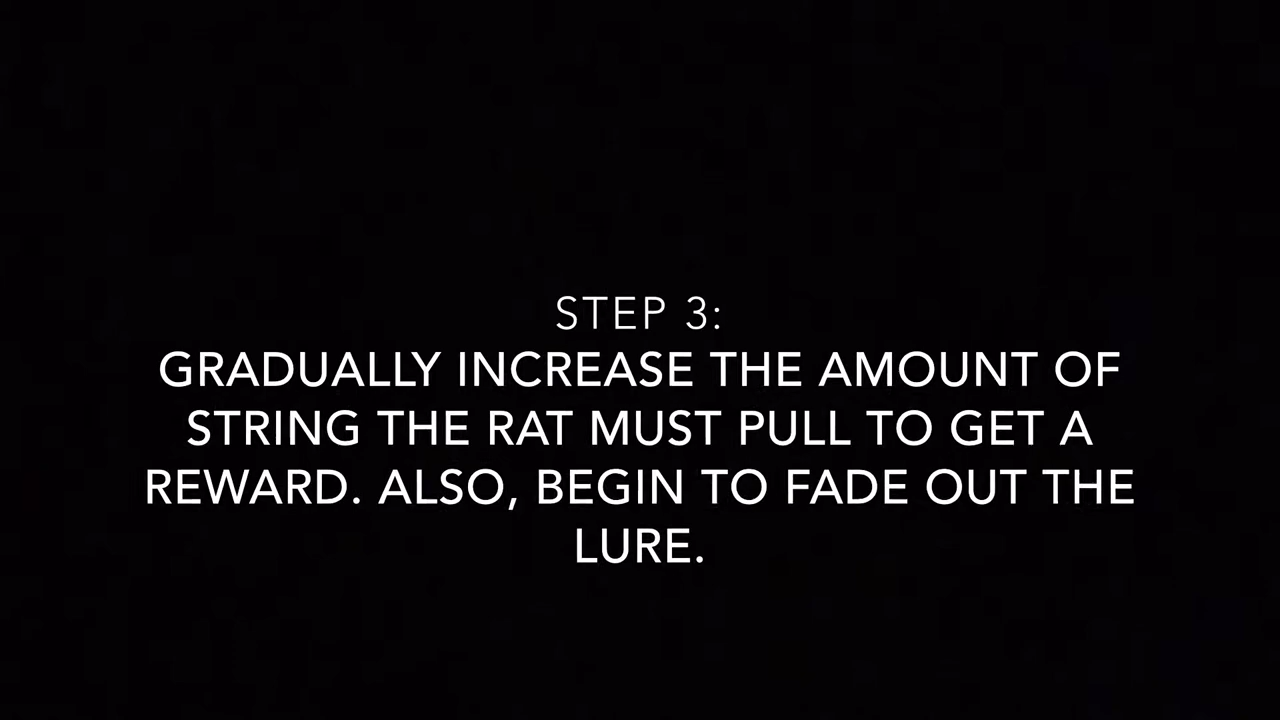 STEP 3:
GRADUALLY INCREASE THE AMOUNT OF
STRING THE RAT MUST PULL TO GET A
REWARD. ALSO, BEGIN TO FADE OUT THE
LURE.